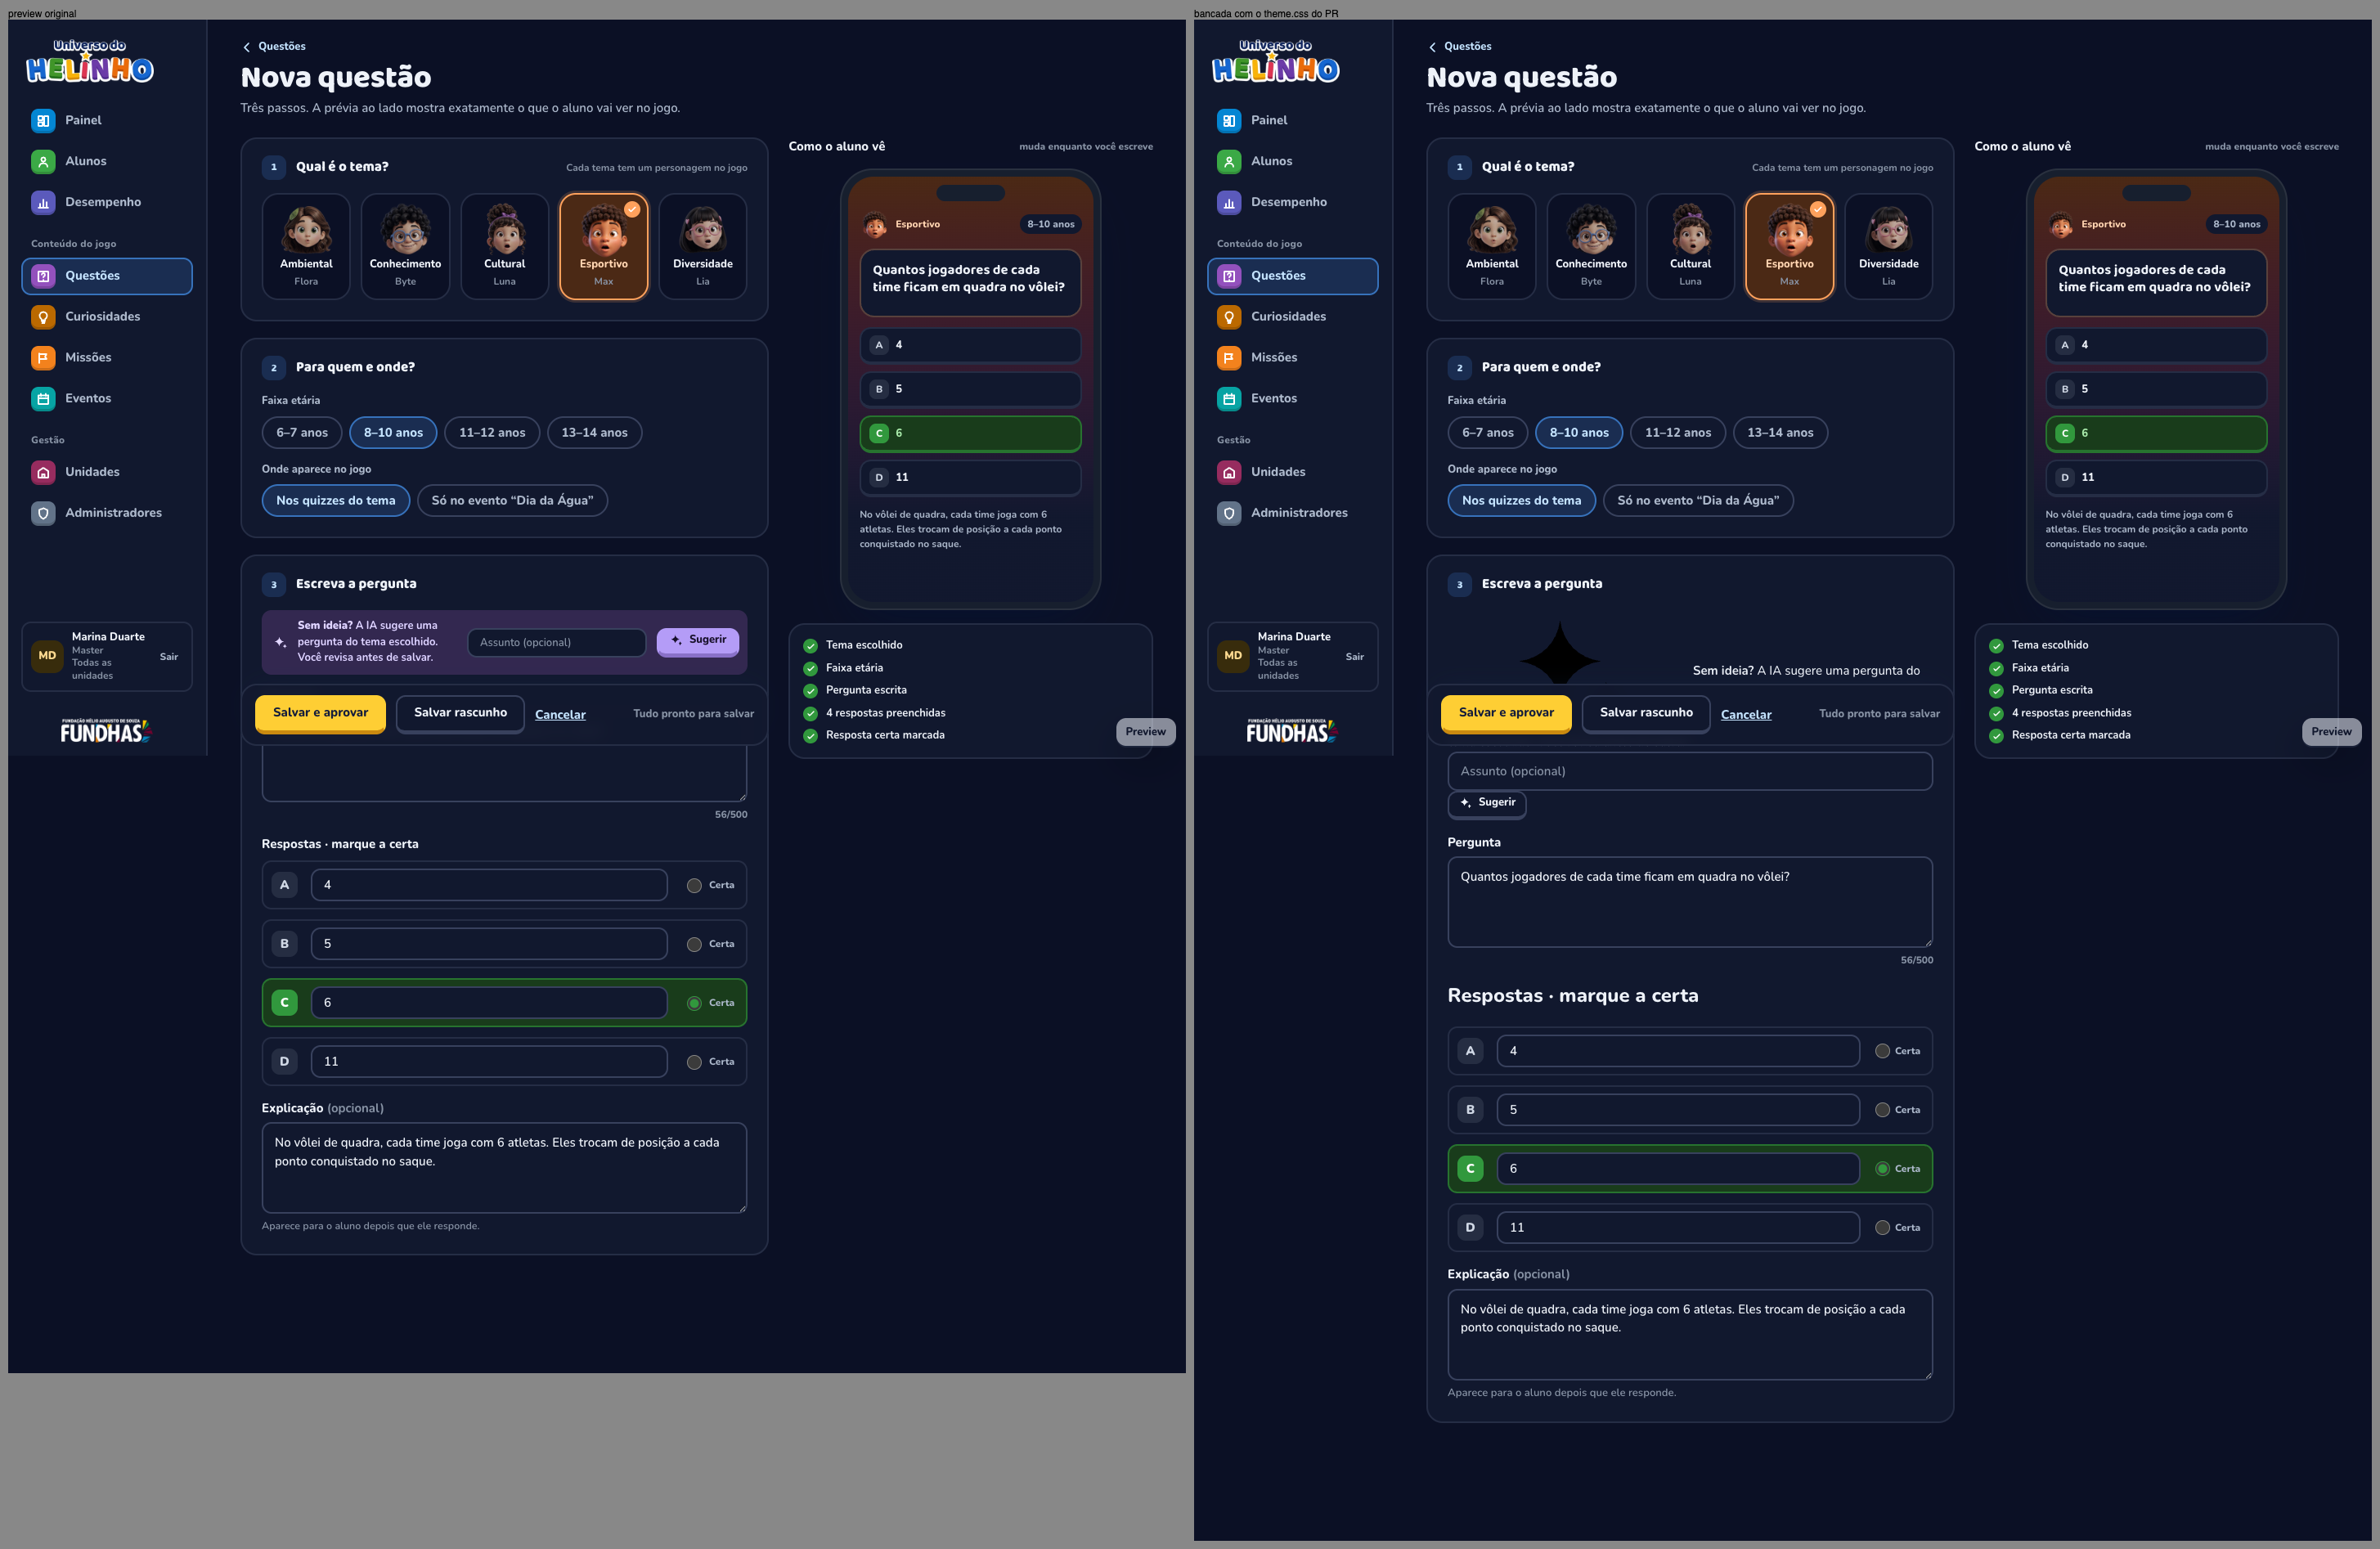 preview original
Universo do
HELINHO
Painel
Alunos
Desempenho
Conteúdo do jogo
Questões
Curiosidades
Missões
Eventos
Gestão
Unidades
Administradores
MD
Marina Duarte
Master
Todas as
unidades
Sair
FUNDAÇÃO HÉLIO AUGUSTO DE SOUZA
FUNDHAS
Questões
Nova questão
Três passos. A prévia ao lado mostra exatamente o que o aluno vai ver no jogo.
1 Qual é o tema? Cada tema tem um personagem no jogo
Ambiental Conhecimento Cultural Esportivo Diversidade
Flora Byte Luna Max Lia
2 Para quem e onde?
Faixa etária
6–7 anos 8–10 anos 11–12 anos 13–14 anos
Onde aparece no jogo
Nos quizzes do tema Só no evento “Dia da Água”
3 Escreva a pergunta
Sem ideia? A IA sugere uma
pergunta do tema escolhido.
Você revisa antes de salvar.
Assunto (opcional)
Sugerir
Salvar e aprovar Salvar rascunho Cancelar Tudo pronto para salvar
56/500
Respostas · marque a certa
A 4 Certa
B 5 Certa
C 6 Certa
D 11 Certa
Explicação (opcional)
No vôlei de quadra, cada time joga com 6 atletas. Eles trocam de posição a cada
ponto conquistado no saque.
Aparece para o aluno depois que ele responde.
Como o aluno vê muda enquanto você escreve
Esportivo 8–10 anos
Quantos jogadores de cada
time ficam em quadra no vôlei?
A 4
B 5
C 6
D 11
No vôlei de quadra, cada time joga com 6
atletas. Eles trocam de posição a cada ponto
conquistado no saque.
Tema escolhido
Faixa etária
Pergunta escrita
4 respostas preenchidas
Resposta certa marcada
Preview
bancada com o theme.css do PR
Universo do
HELINHO
Painel
Alunos
Desempenho
Conteúdo do jogo
Questões
Curiosidades
Missões
Eventos
Gestão
Unidades
Administradores
MD
Marina Duarte
Master
Todas as
unidades
Sair
FUNDAÇÃO HÉLIO AUGUSTO DE SOUZA
FUNDHAS
Questões
Nova questão
Três passos. A prévia ao lado mostra exatamente o que o aluno vai ver no jogo.
1 Qual é o tema? Cada tema tem um personagem no jogo
Ambiental Conhecimento Cultural Esportivo Diversidade
Flora Byte Luna Max Lia
2 Para quem e onde?
Faixa etária
6–7 anos 8–10 anos 11–12 anos 13–14 anos
Onde aparece no jogo
Nos quizzes do tema Só no evento “Dia da Água”
3 Escreva a pergunta
Sem ideia? A IA sugere uma pergunta do
Salvar e aprovar Salvar rascunho Cancelar Tudo pronto para salvar
Assunto (opcional)
Sugerir
Pergunta
Quantos jogadores de cada time ficam em quadra no vôlei?
56/500
Respostas · marque a certa
A 4 Certa
B 5 Certa
C 6 Certa
D 11 Certa
Explicação (opcional)
No vôlei de quadra, cada time joga com 6 atletas. Eles trocam de posição a cada
ponto conquistado no saque.
Aparece para o aluno depois que ele responde.
Como o aluno vê muda enquanto você escreve
Esportivo 8–10 anos
Quantos jogadores de cada
time ficam em quadra no vôlei?
A 4
B 5
C 6
D 11
No vôlei de quadra, cada time joga com 6
atletas. Eles trocam de posição a cada ponto
conquistado no saque.
Tema escolhido
Faixa etária
Pergunta escrita
4 respostas preenchidas
Resposta certa marcada
Preview